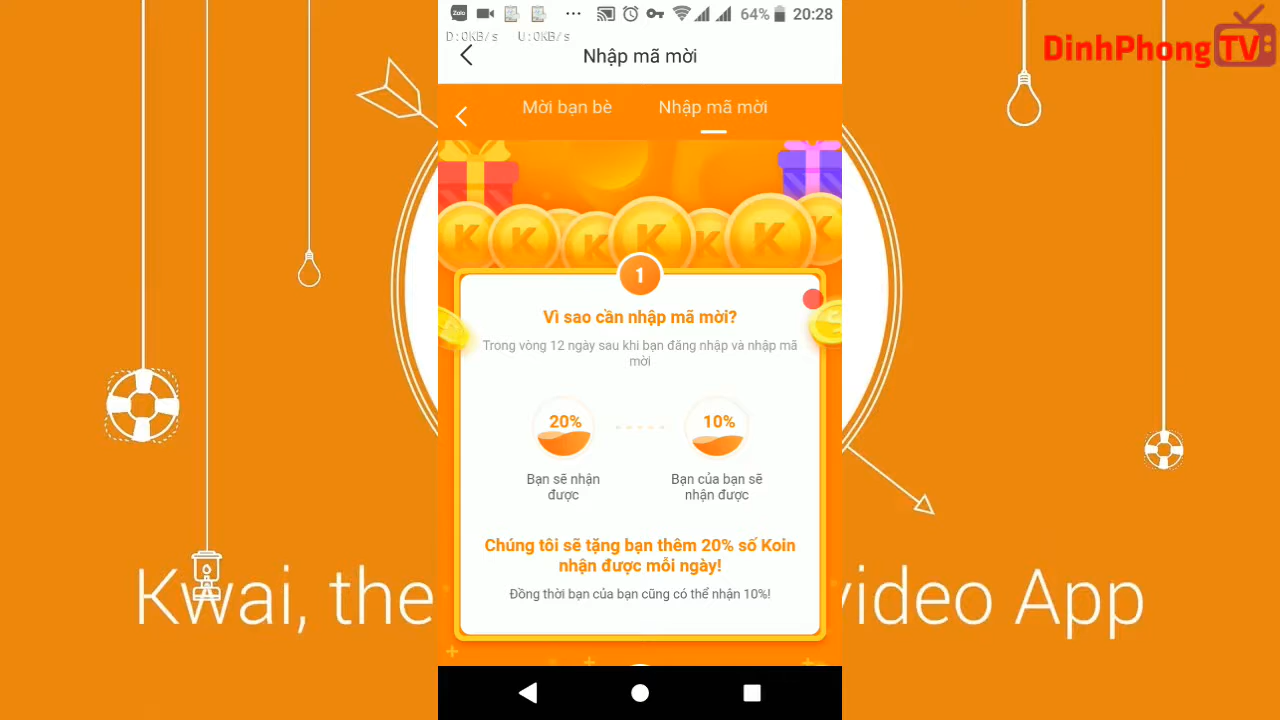 Zalo
64%
20:28
D:0KB/s U:0KB/s
Nhập mã mời
DinhPhongTV
Mời bạn bè
Nhập mã mời
K K K K K K K
1
Vì sao cần nhập mã mời?
Trong vòng 12 ngày sau khi bạn đăng nhập và nhập mã
mời
20%
10%
Bạn sẽ nhận
được
Bạn của bạn sẽ
nhận được
Chúng tôi sẽ tặng bạn thêm 20% số Koin
nhận được mỗi ngày!
Đồng thời bạn của bạn cũng có thể nhận 10%!
Kwai, the video App